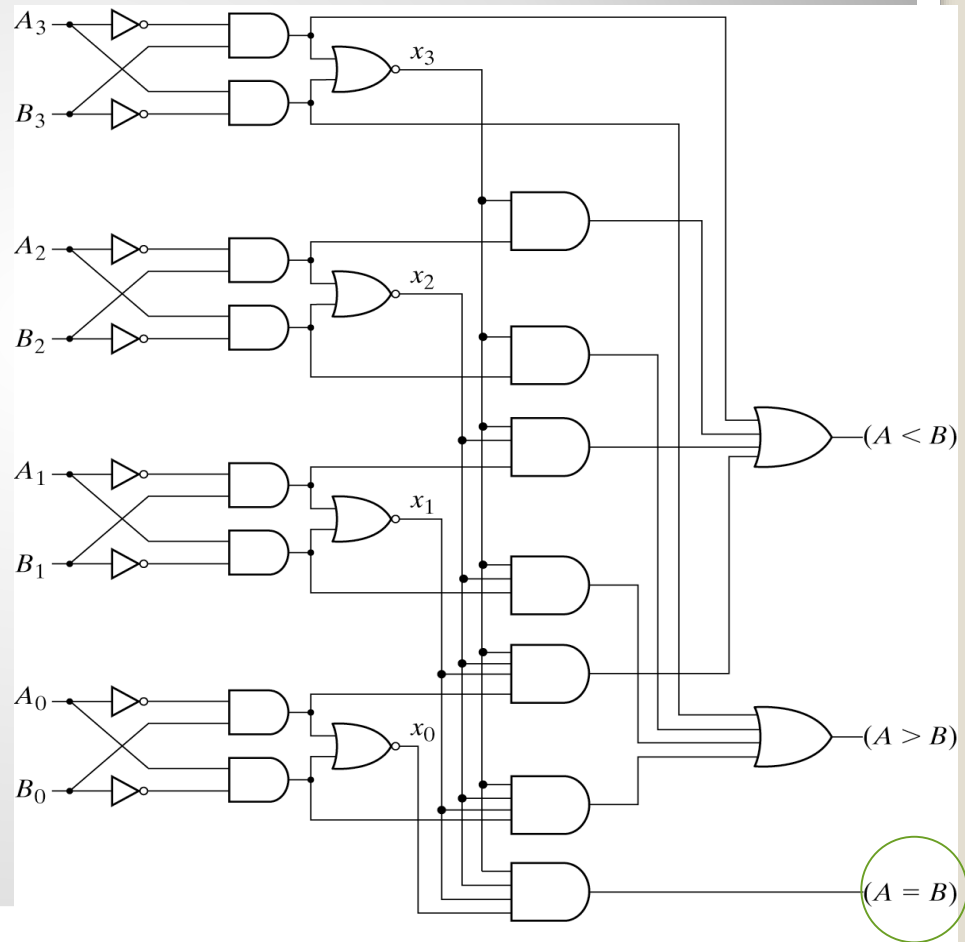 A3
x3
B3
A2
x2
B2
(A < B)
A1
x1
B1
A0
x0
(A > B)
B0
(A = B)